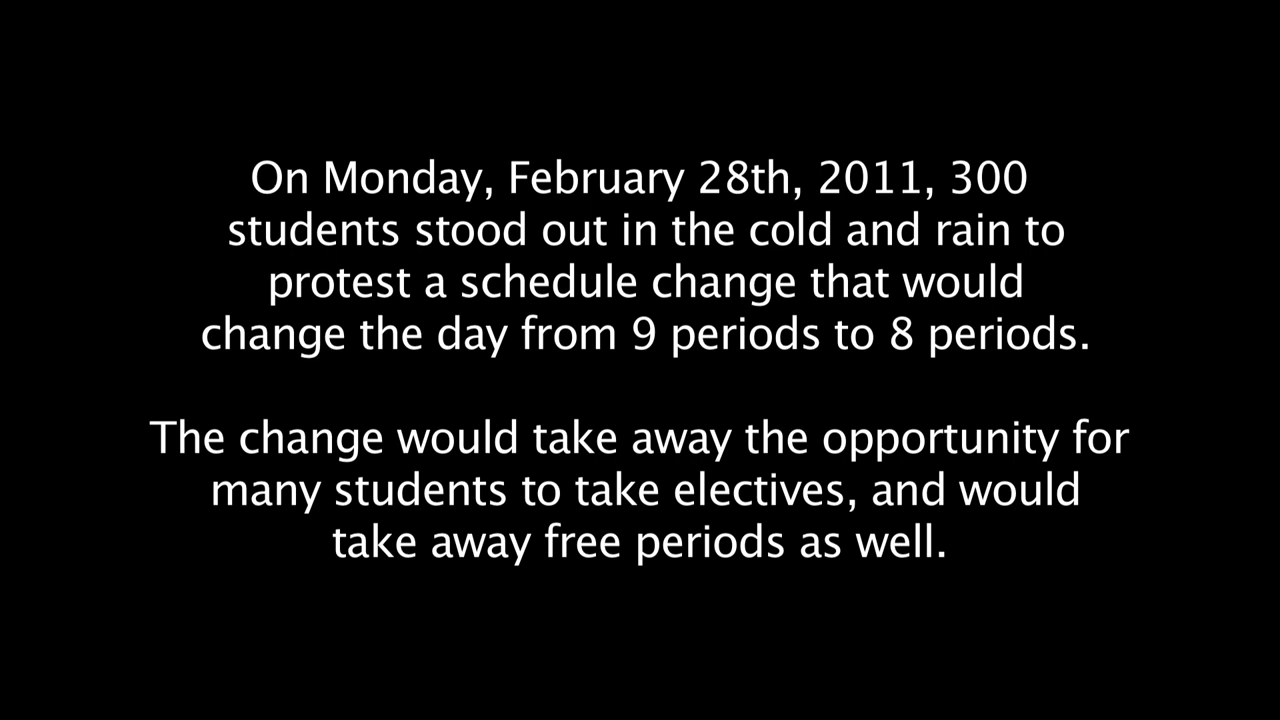 On Monday, February 28th, 2011, 300
students stood out in the cold and rain to
protest a schedule change that would
change the day from 9 periods to 8 periods.
The change would take away the opportunity for
many students to take electives, and would
take away free periods as well.